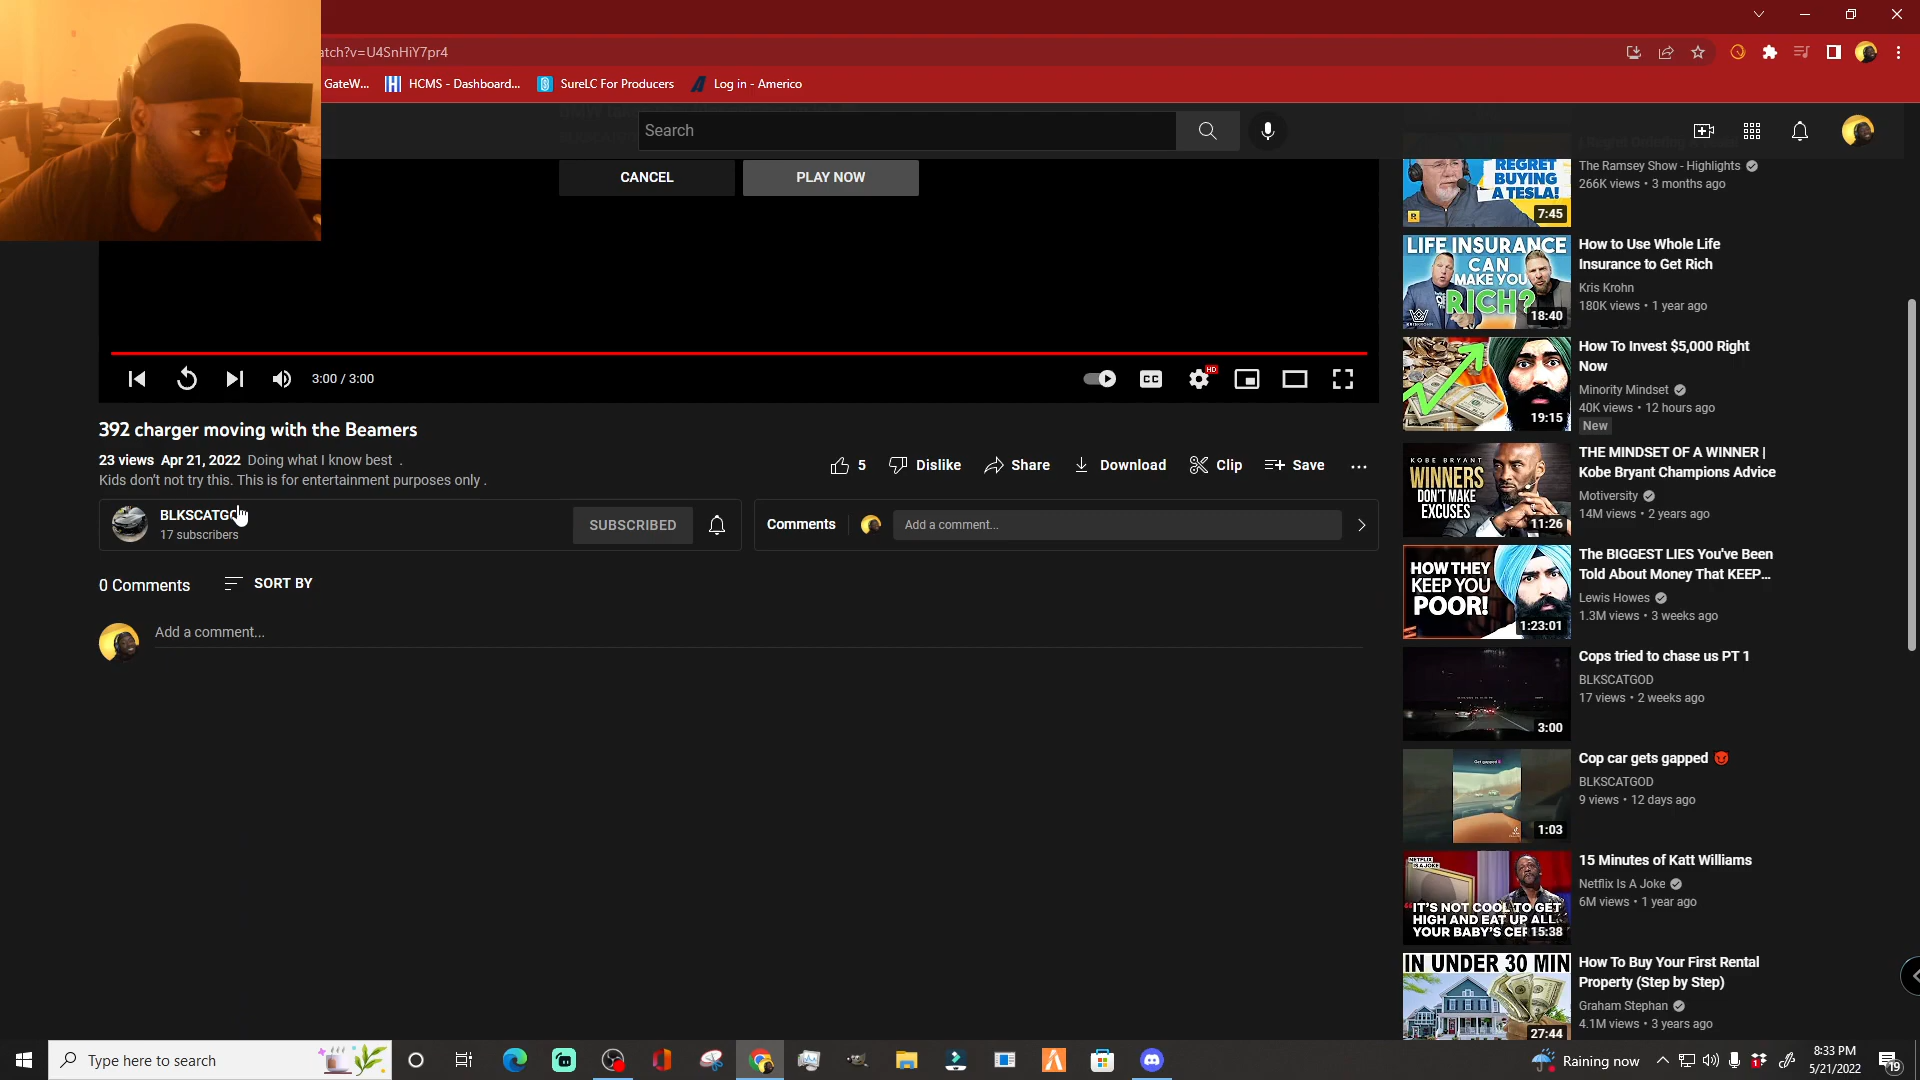 atch?v=U4SnHiY7pr4
GateW...
HCMS - Dashboard...
SureLC For Producers
Log in - Americo
Search
CANCEL
PLAY NOW
3:00 / 3:00
CC
HD
392 charger moving with the Beamers
23 views Apr 21, 2022 Doing what I know best .
Kids don't not try this. This is for entertainment purposes only .
5
Dislike
Share
Download
Clip
Save
BLKSCATGO
17 subscribers
SUBSCRIBED
Comments
Add a comment...
0 Comments
SORT BY
Add a comment...
REGRET
BUYING
A TESLA!
7:45
The Ramsey Show - Highlights
266K views • 3 months ago
LIFE INSURANCE
CAN
MAKE YOU
RICH?
18:40
How to Use Whole Life
Insurance to Get Rich
Kris Krohn
180K views • 1 year ago
19:15
How To Invest $5,000 Right
Now
Minority Mindset
40K views • 12 hours ago
New
KOBE BRYANT
WINNERS
DON'T MAKE
EXCUSES
11:26
THE MINDSET OF A WINNER |
Kobe Bryant Champions Advice
Motiversity
14M views • 2 years ago
HOW THEY
KEEP YOU
POOR!
1:23:01
The BIGGEST LIES You've Been
Told About Money That KEEP...
Lewis Howes
1.3M views • 3 weeks ago
3:00
Cops tried to chase us PT 1
BLKSCATGOD
17 views • 2 weeks ago
Get gapped
1:03
Cop car gets gapped 😈
BLKSCATGOD
9 views • 12 days ago
NETFLIX
IS A JOKE
"IT'S NOT COOL TO GET
HIGH AND EAT UP ALL
YOUR BABY'S CER
15:38
15 Minutes of Katt Williams
Netflix Is A Joke
6M views • 1 year ago
IN UNDER 30 MIN
27:44
How To Buy Your First Rental
Property (Step by Step)
Graham Stephan
4.1M views • 3 years ago
Type here to search
Raining now
8:33 PM
5/21/2022
19